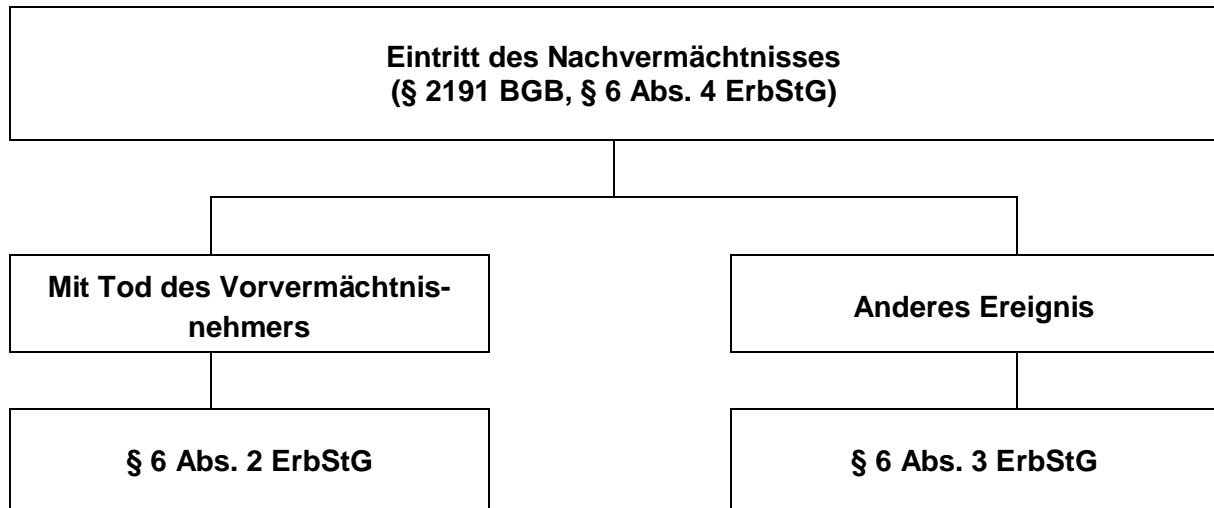 Eintritt des Nachvermächtnisses
(§ 2191 BGB, § 6 Abs. 4 ErbStG)
Mit Tod des Vorvermächtnis-
nehmers
Anderes Ereignis
§ 6 Abs. 2 ErbStG
§ 6 Abs. 3 ErbStG